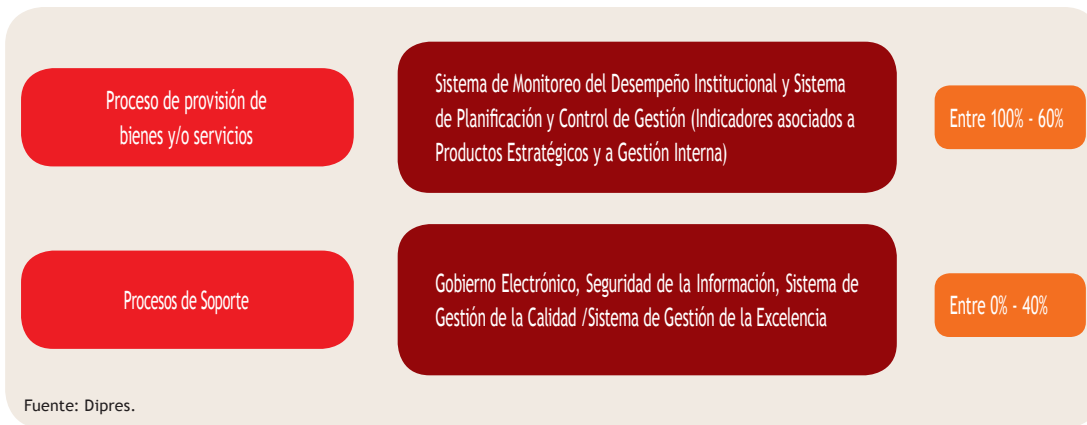 Proceso de provisión de
bienes y/o servicios
Sistema de Monitoreo del Desempeño Institucional y Sistema
de Planificación y Control de Gestión (Indicadores asociados a
Productos Estratégicos y a Gestión Interna)
Entre 100% - 60%
Procesos de Soporte
Gobierno Electrónico, Seguridad de la Información, Sistema de
Gestión de la Calidad /Sistema de Gestión de la Excelencia
Entre 0% - 40%
Fuente: Dipres.